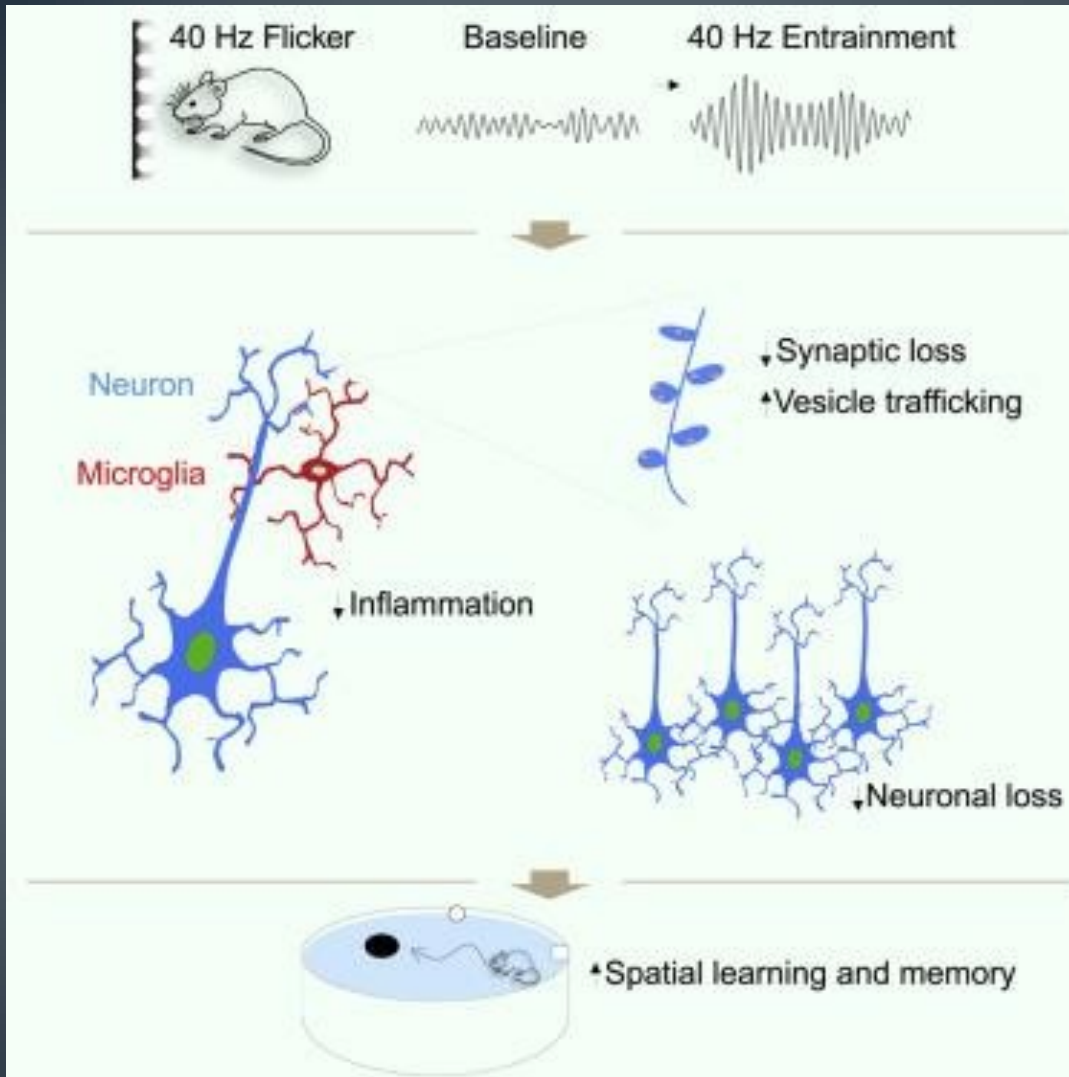 40 Hz Flicker
Baseline
40 Hz Entrainment
Neuron
Microglia
↓Synaptic loss
↑Vesicle trafficking
↓Inflammation
↓Neuronal loss
↑Spatial learning and memory